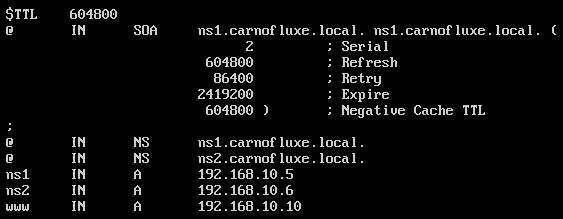 $TTL    604800
@       IN      SOA     ns1.carnofluxe.local. ns1.carnofluxe.local. (
                              2         ; Serial
                         604800         ; Refresh
                          86400         ; Retry
                        2419200         ; Expire
                         604800 )       ; Negative Cache TTL
;
@       IN      NS      ns1.carnofluxe.local.
@       IN      NS      ns2.carnofluxe.local.
ns1     IN      A       192.168.10.5
ns2     IN      A       192.168.10.6
www     IN      A       192.168.10.10